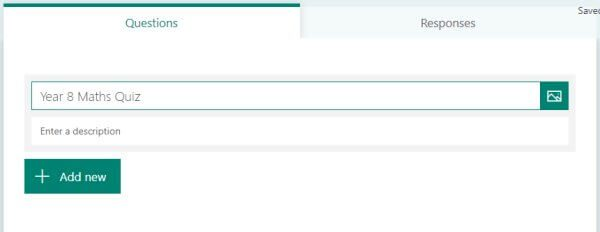 Questions
Responses
Saved
Year 8 Maths Quiz
Enter a description
Add new